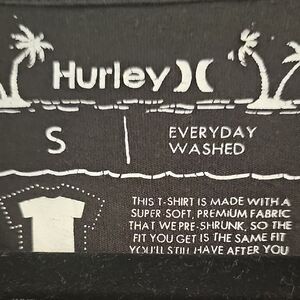 Hurley )(
S
EVERYDAY
WASHED
THIS T-SHIRT IS MADE WITH A
SUPER-SOFT, PREMIUM FABRIC
THAT WE PRE-SHRUNK, SO THE
FIT YOU GET IS THE SAME FIT
YOU'LL STILL HAVE AFTER YOU